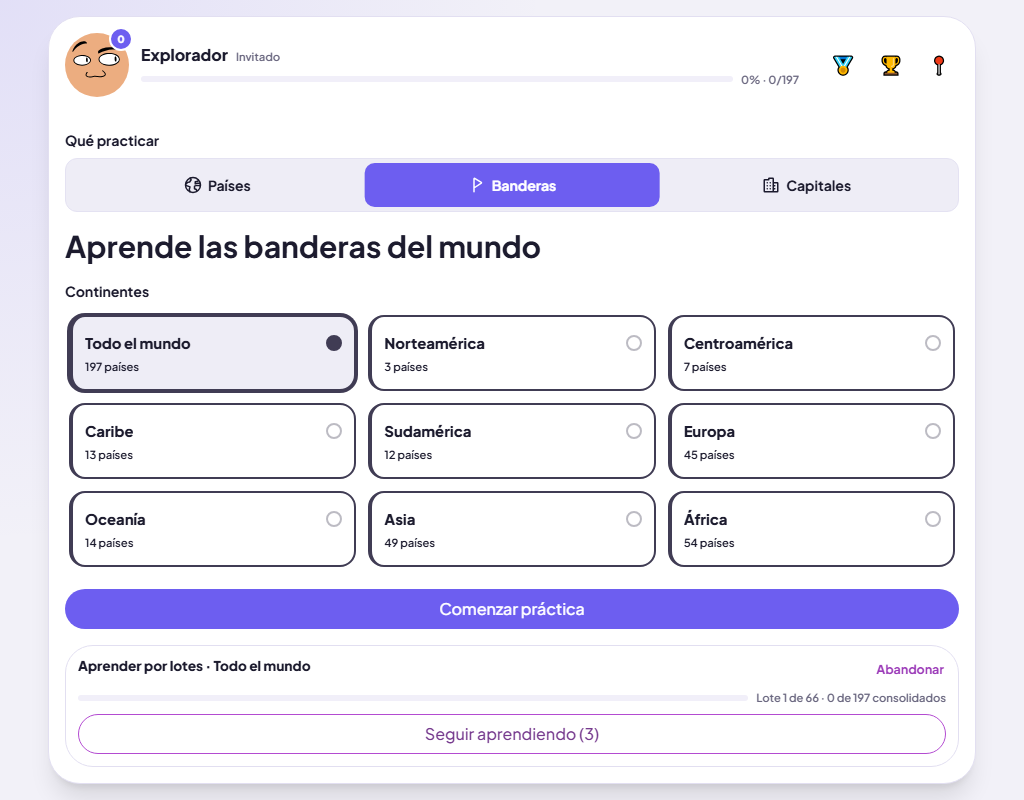 0
Explorador Invitado
0% · 0/197
Qué practicar
Países
Banderas
Capitales
Aprende las banderas del mundo
Continentes
Todo el mundo
197 países
Norteamérica
3 países
Centroamérica
7 países
Caribe
13 países
Sudamérica
12 países
Europa
45 países
Oceanía
14 países
Asia
49 países
África
54 países
Comenzar práctica
Aprender por lotes · Todo el mundo
Abandonar
Lote 1 de 66 · 0 de 197 consolidados
Seguir aprendiendo (3)